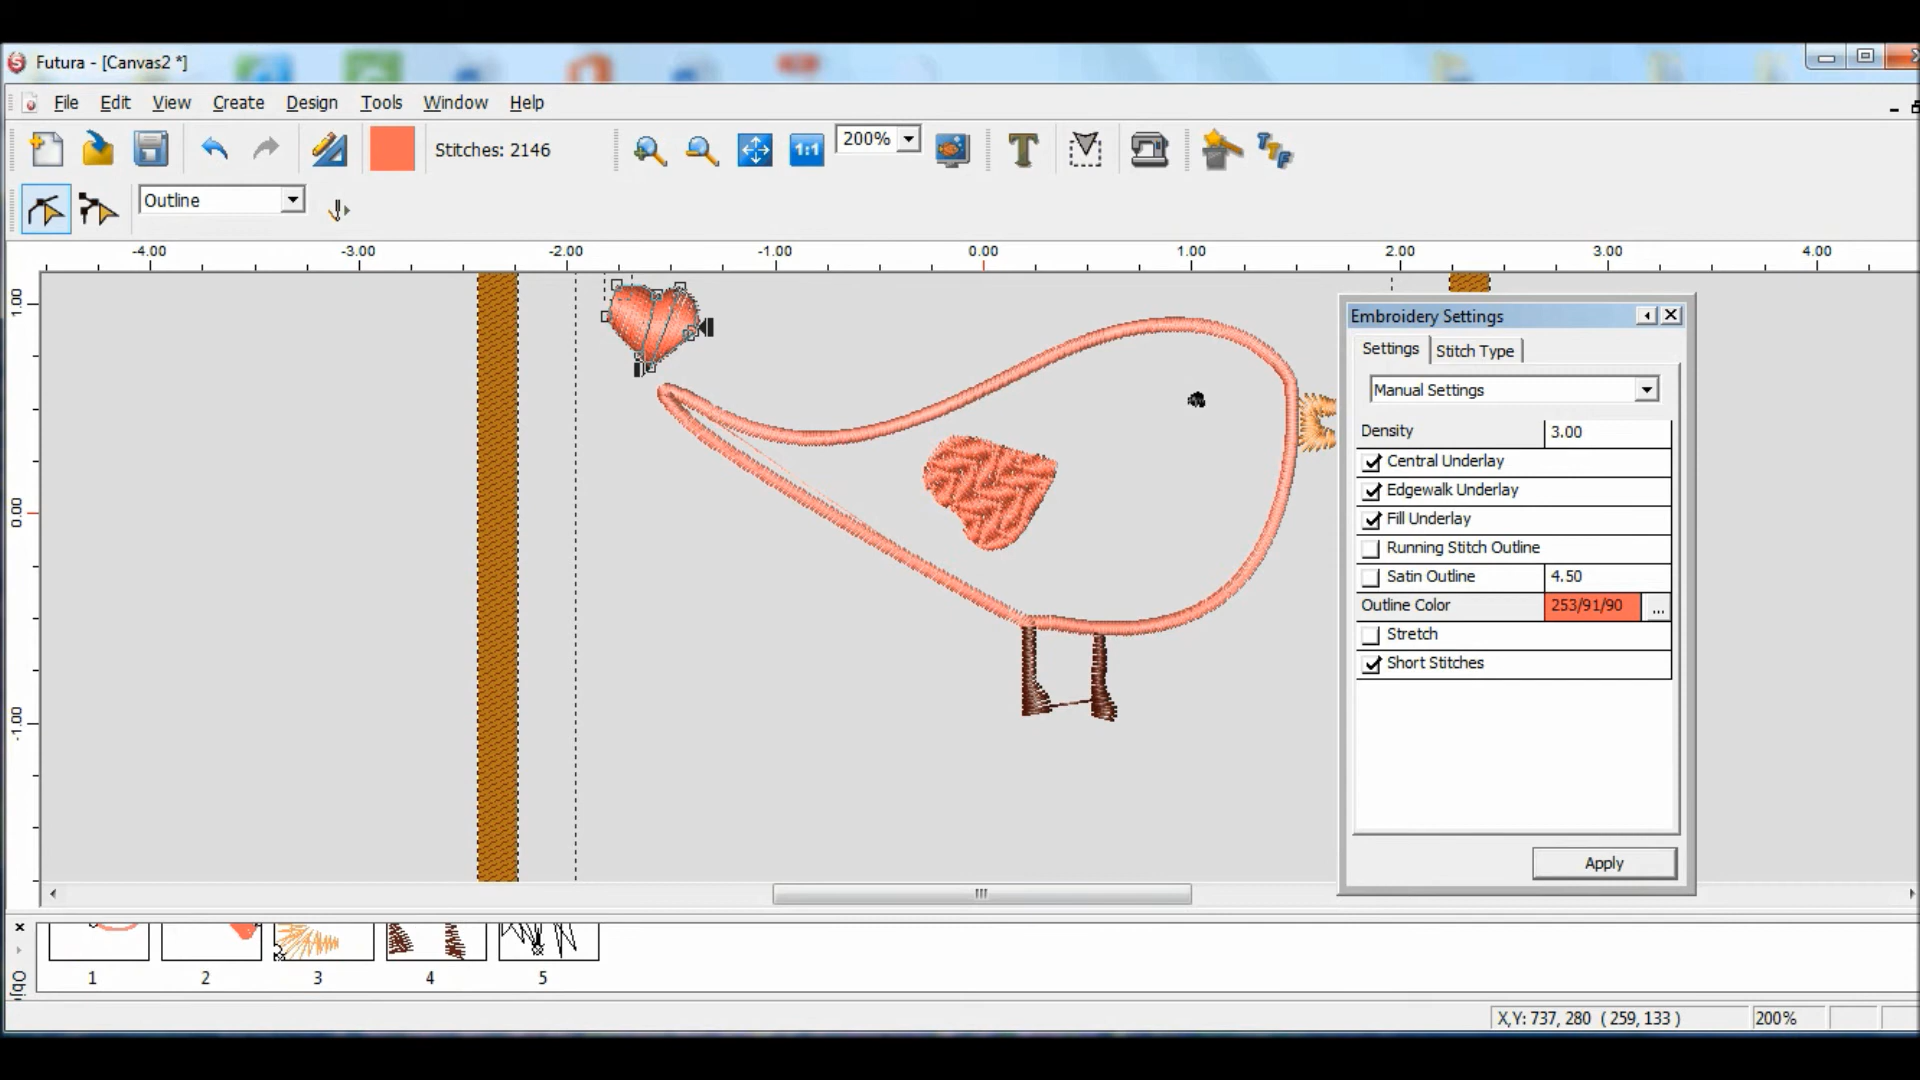 Futura - [Canvas2 *]
File Edit View Create Design Tools Window Help
Stitches: 2146
1:1
200%
T
TTF
Outline
-4.00 -3.00 -2.00 -1.00 0.00 1.00 2.00 3.00 4.00
1.00
0.00
-1.00
Embroidery Settings
Settings Stitch Type
Manual Settings
Density 3.00
Central Underlay
Edgewalk Underlay
Fill Underlay
Running Stitch Outline
Satin Outline 4.50
Outline Color 253/91/90 ...
Stretch
Short Stitches
Apply
1 2 3 4 5
X,Y: 737, 280 ( 259, 133 ) 200%